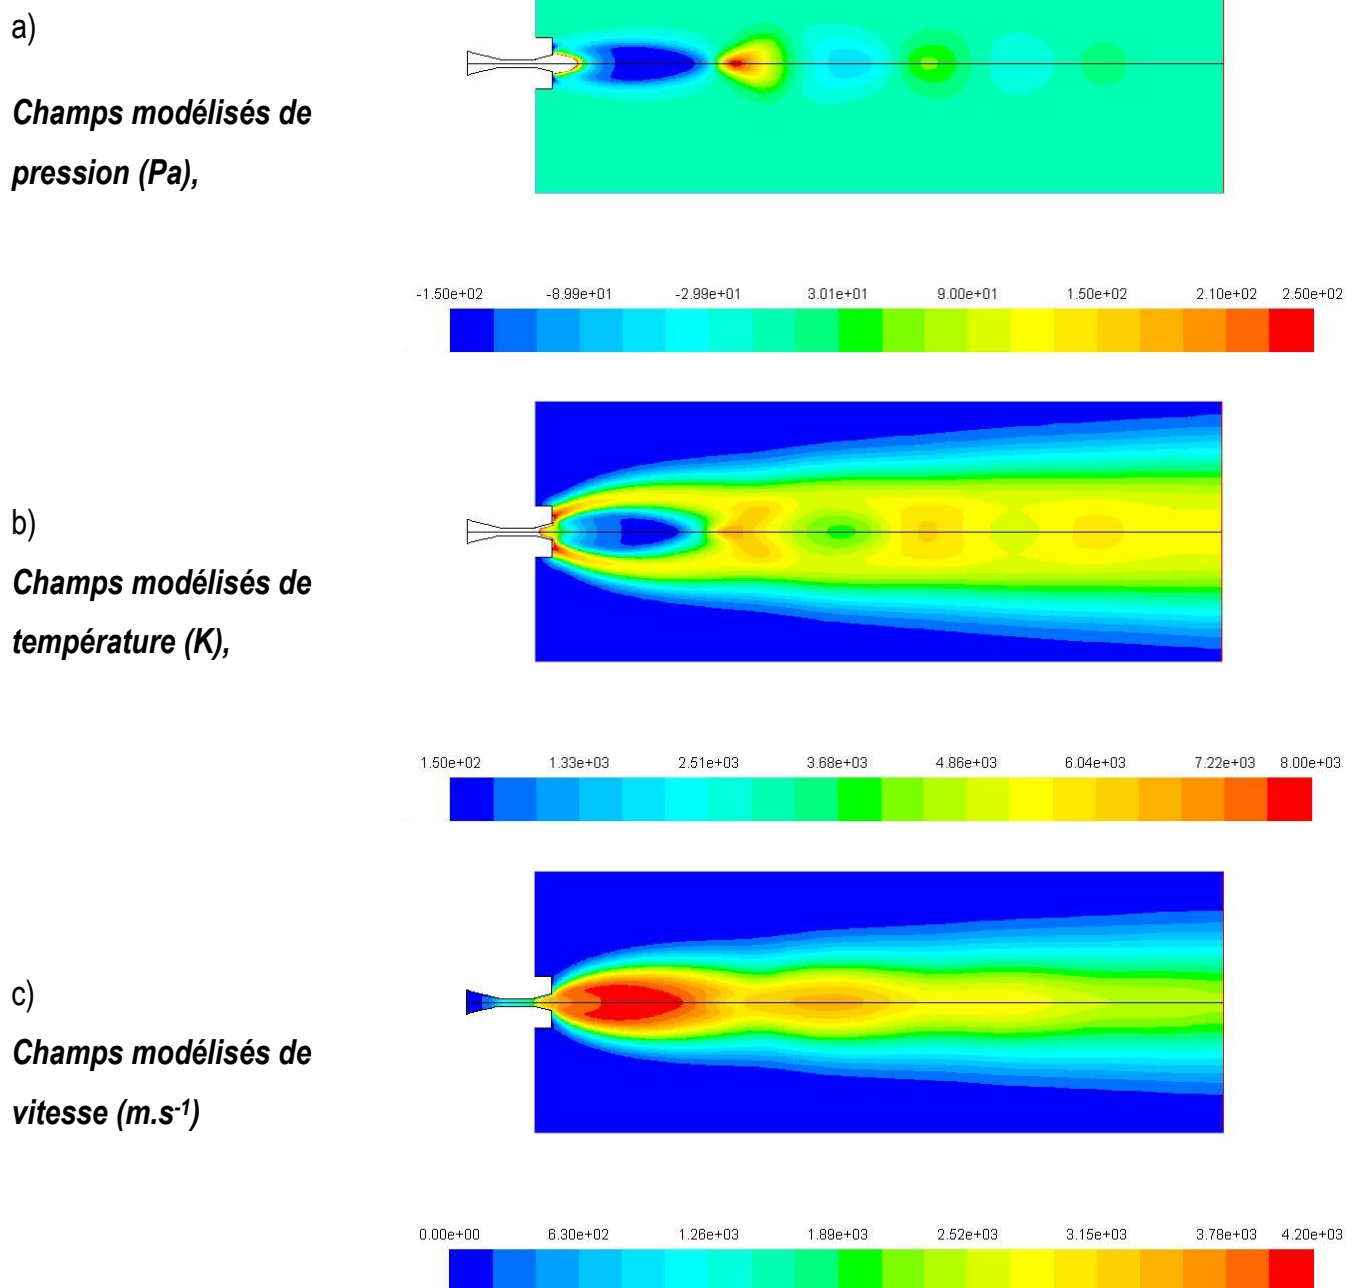 a)
Champs modélisés de
pression (Pa),
-1.50e+02 -8.99e+01 -2.99e+01 3.01e+01 9.00e+01 1.50e+02 2.10e+02 2.50e+02
b)
Champs modélisés de
température (K),
1.50e+02 1.33e+03 2.51e+03 3.68e+03 4.86e+03 6.04e+03 7.22e+03 8.00e+03
c)
Champs modélisés de
vitesse (m.s-1)
0.00e+00 6.30e+02 1.26e+03 1.89e+03 2.52e+03 3.15e+03 3.78e+03 4.20e+03